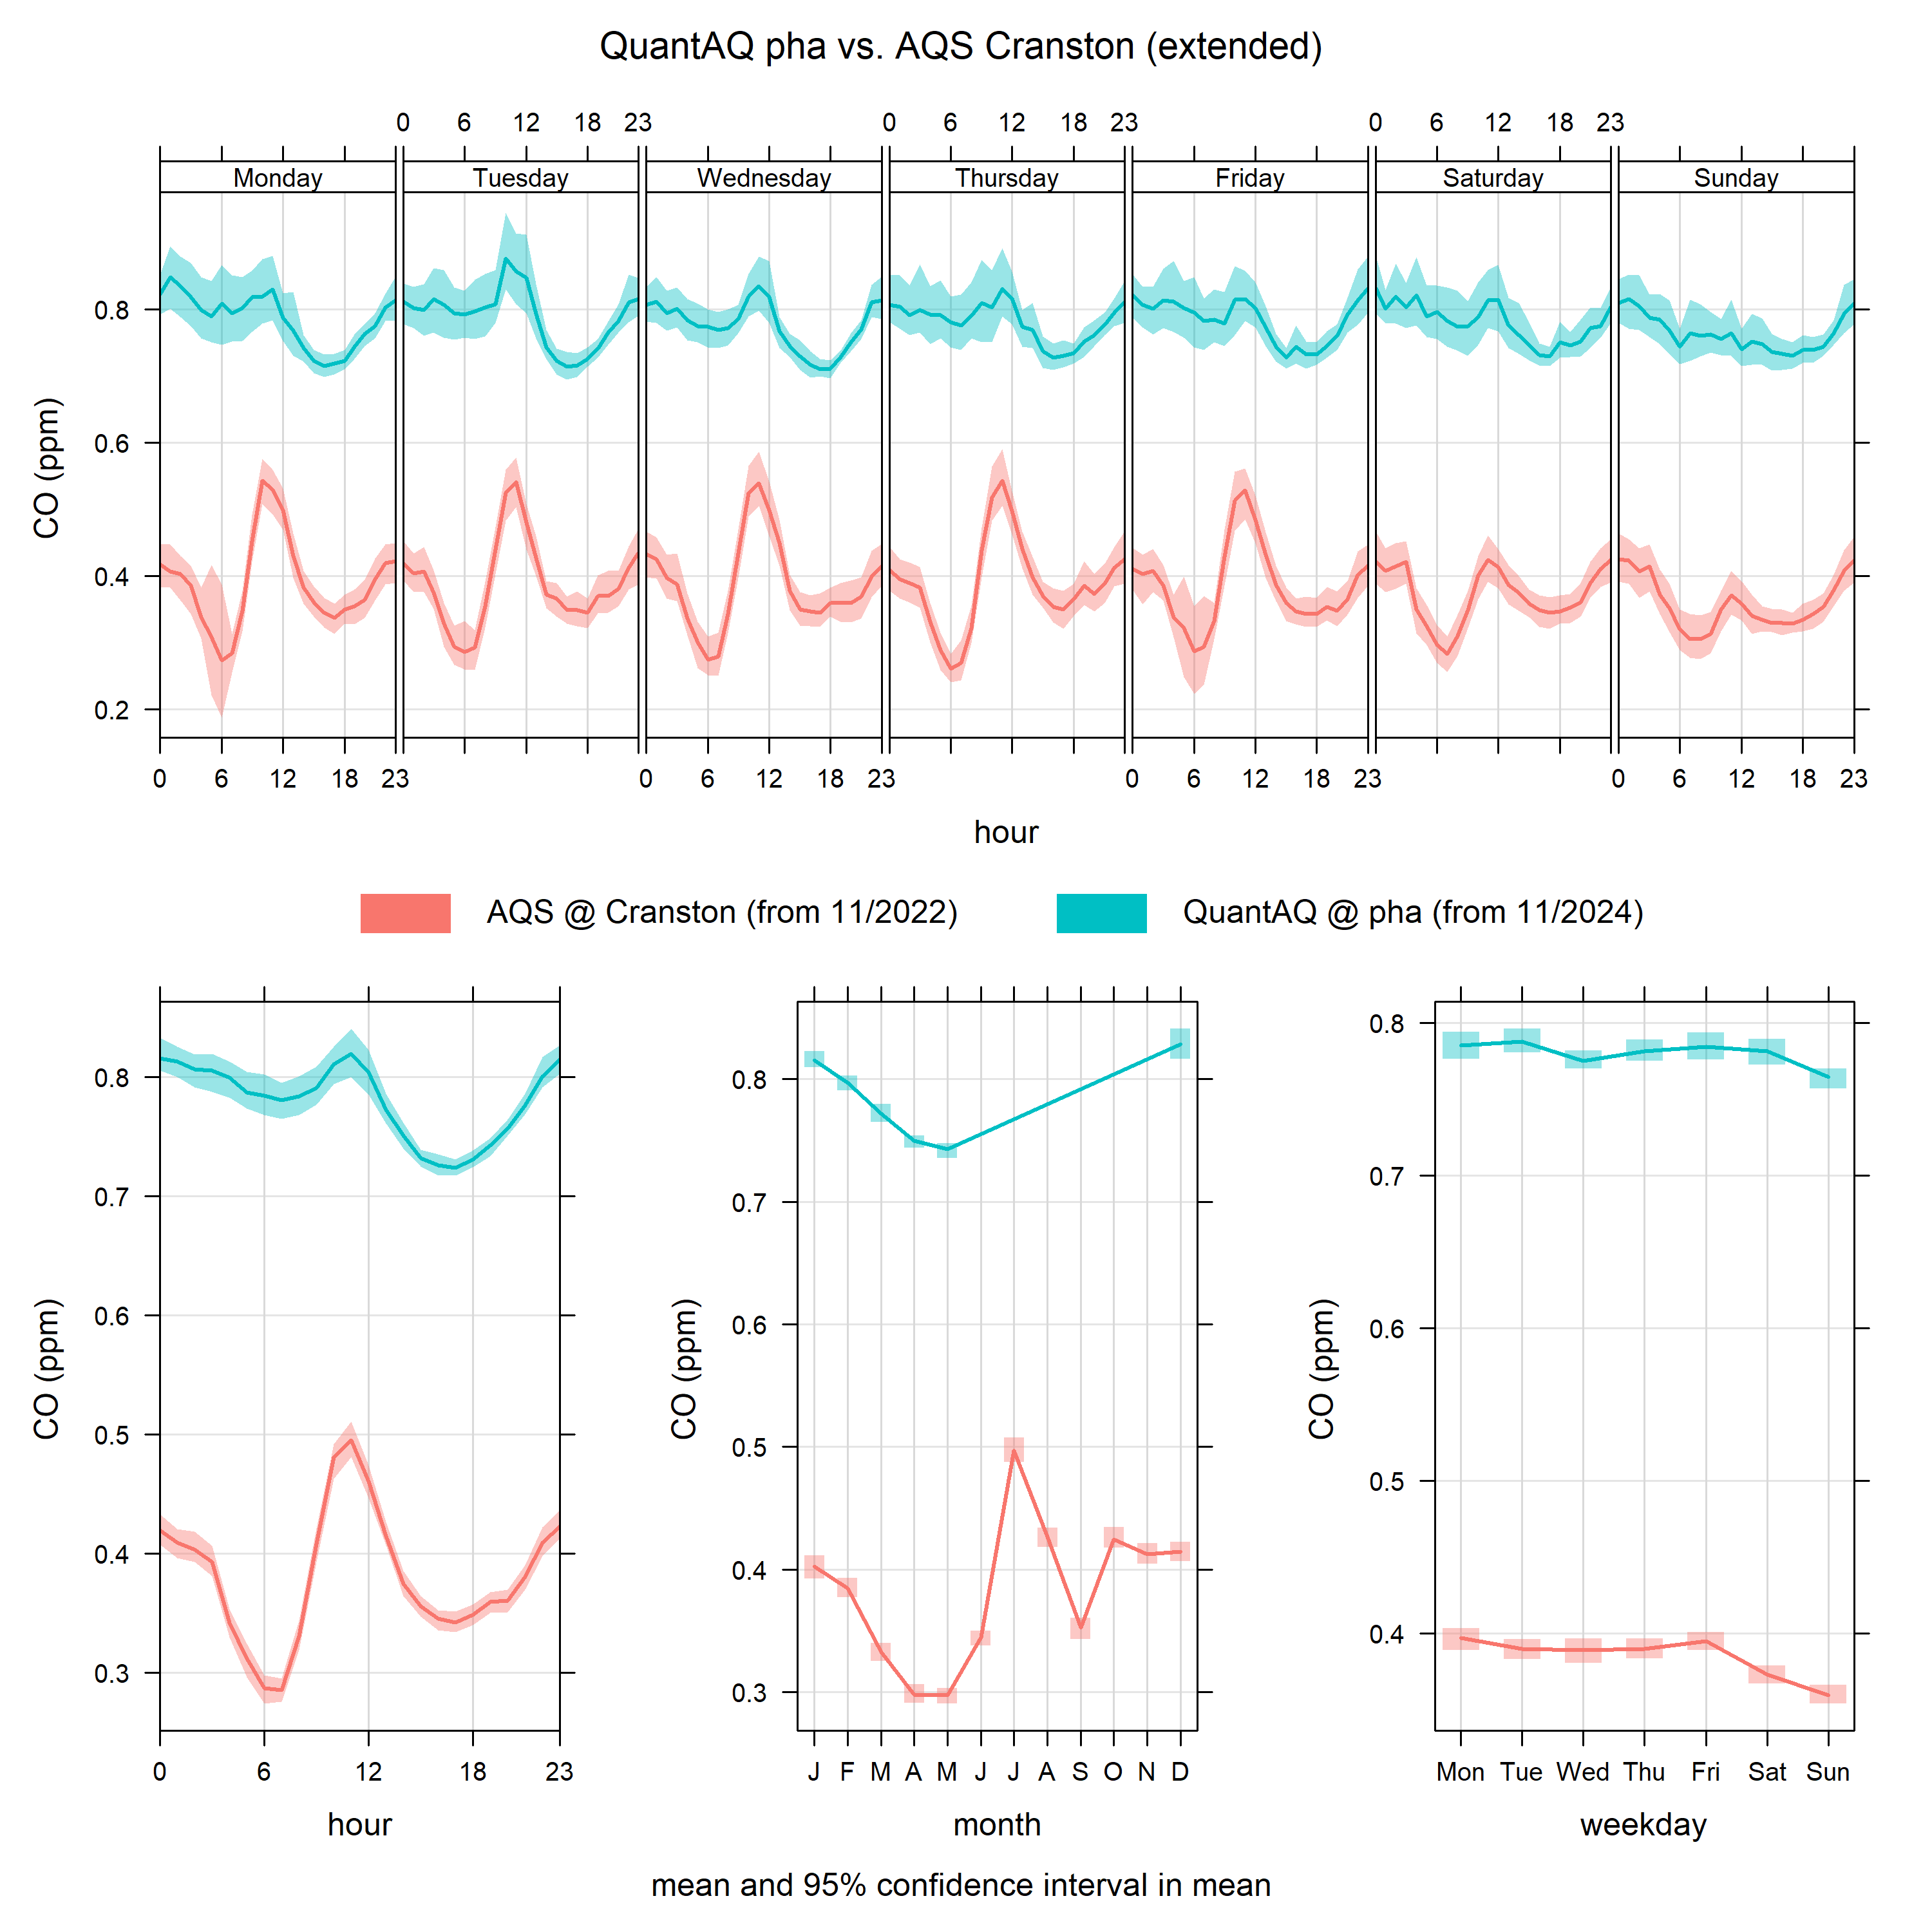 QuantAQ pha vs. AQS Cranston (extended)
0 6 12 18 23 0 6 12 18 23 0 6 12 18 23
Monday Tuesday Wednesday Thursday Friday Saturday Sunday
0.8
0.6
0.4
0.2
CO (ppm)
0 6 12 18 23 0 6 12 18 23 0 6 12 18 23 0 6 12 18 23
hour
AQS @ Cranston (from 11/2022) QuantAQ @ pha (from 11/2024)
0.8
0.7
0.6
0.5
0.4
0.3
CO (ppm)
0 6 12 18 23
hour
0.8
0.7
0.6
0.5
0.4
0.3
CO (ppm)
J F M A M J J A S O N D
month
0.8
0.7
0.6
0.5
0.4
CO (ppm)
Mon Tue Wed Thu Fri Sat Sun
weekday
mean and 95% confidence interval in mean